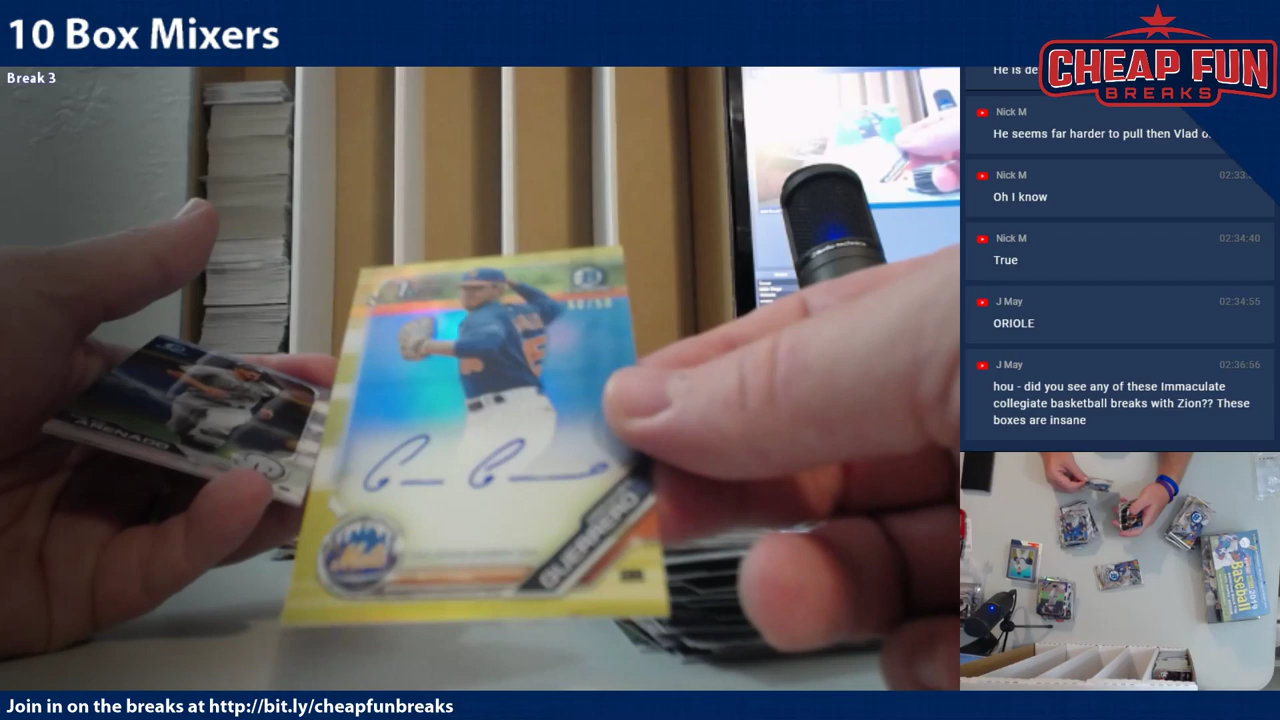 10 Box Mixers
CHEAP FUN
BREAKS
Break 3
He is de
Nick M
He seems far harder to pull then Vlad o
Nick M
02:33
Oh I know
Nick M
02:34:40
True
J May
02:34:55
ORIOLE
J May
02:36:56
hou - did you see any of these Immaculate
collegiate basketball breaks with Zion?? These
boxes are insane
ARENADO
GUERRERO
Mets
Baseball
2019
Join in on the breaks at http://bit.ly/cheapfunbreaks